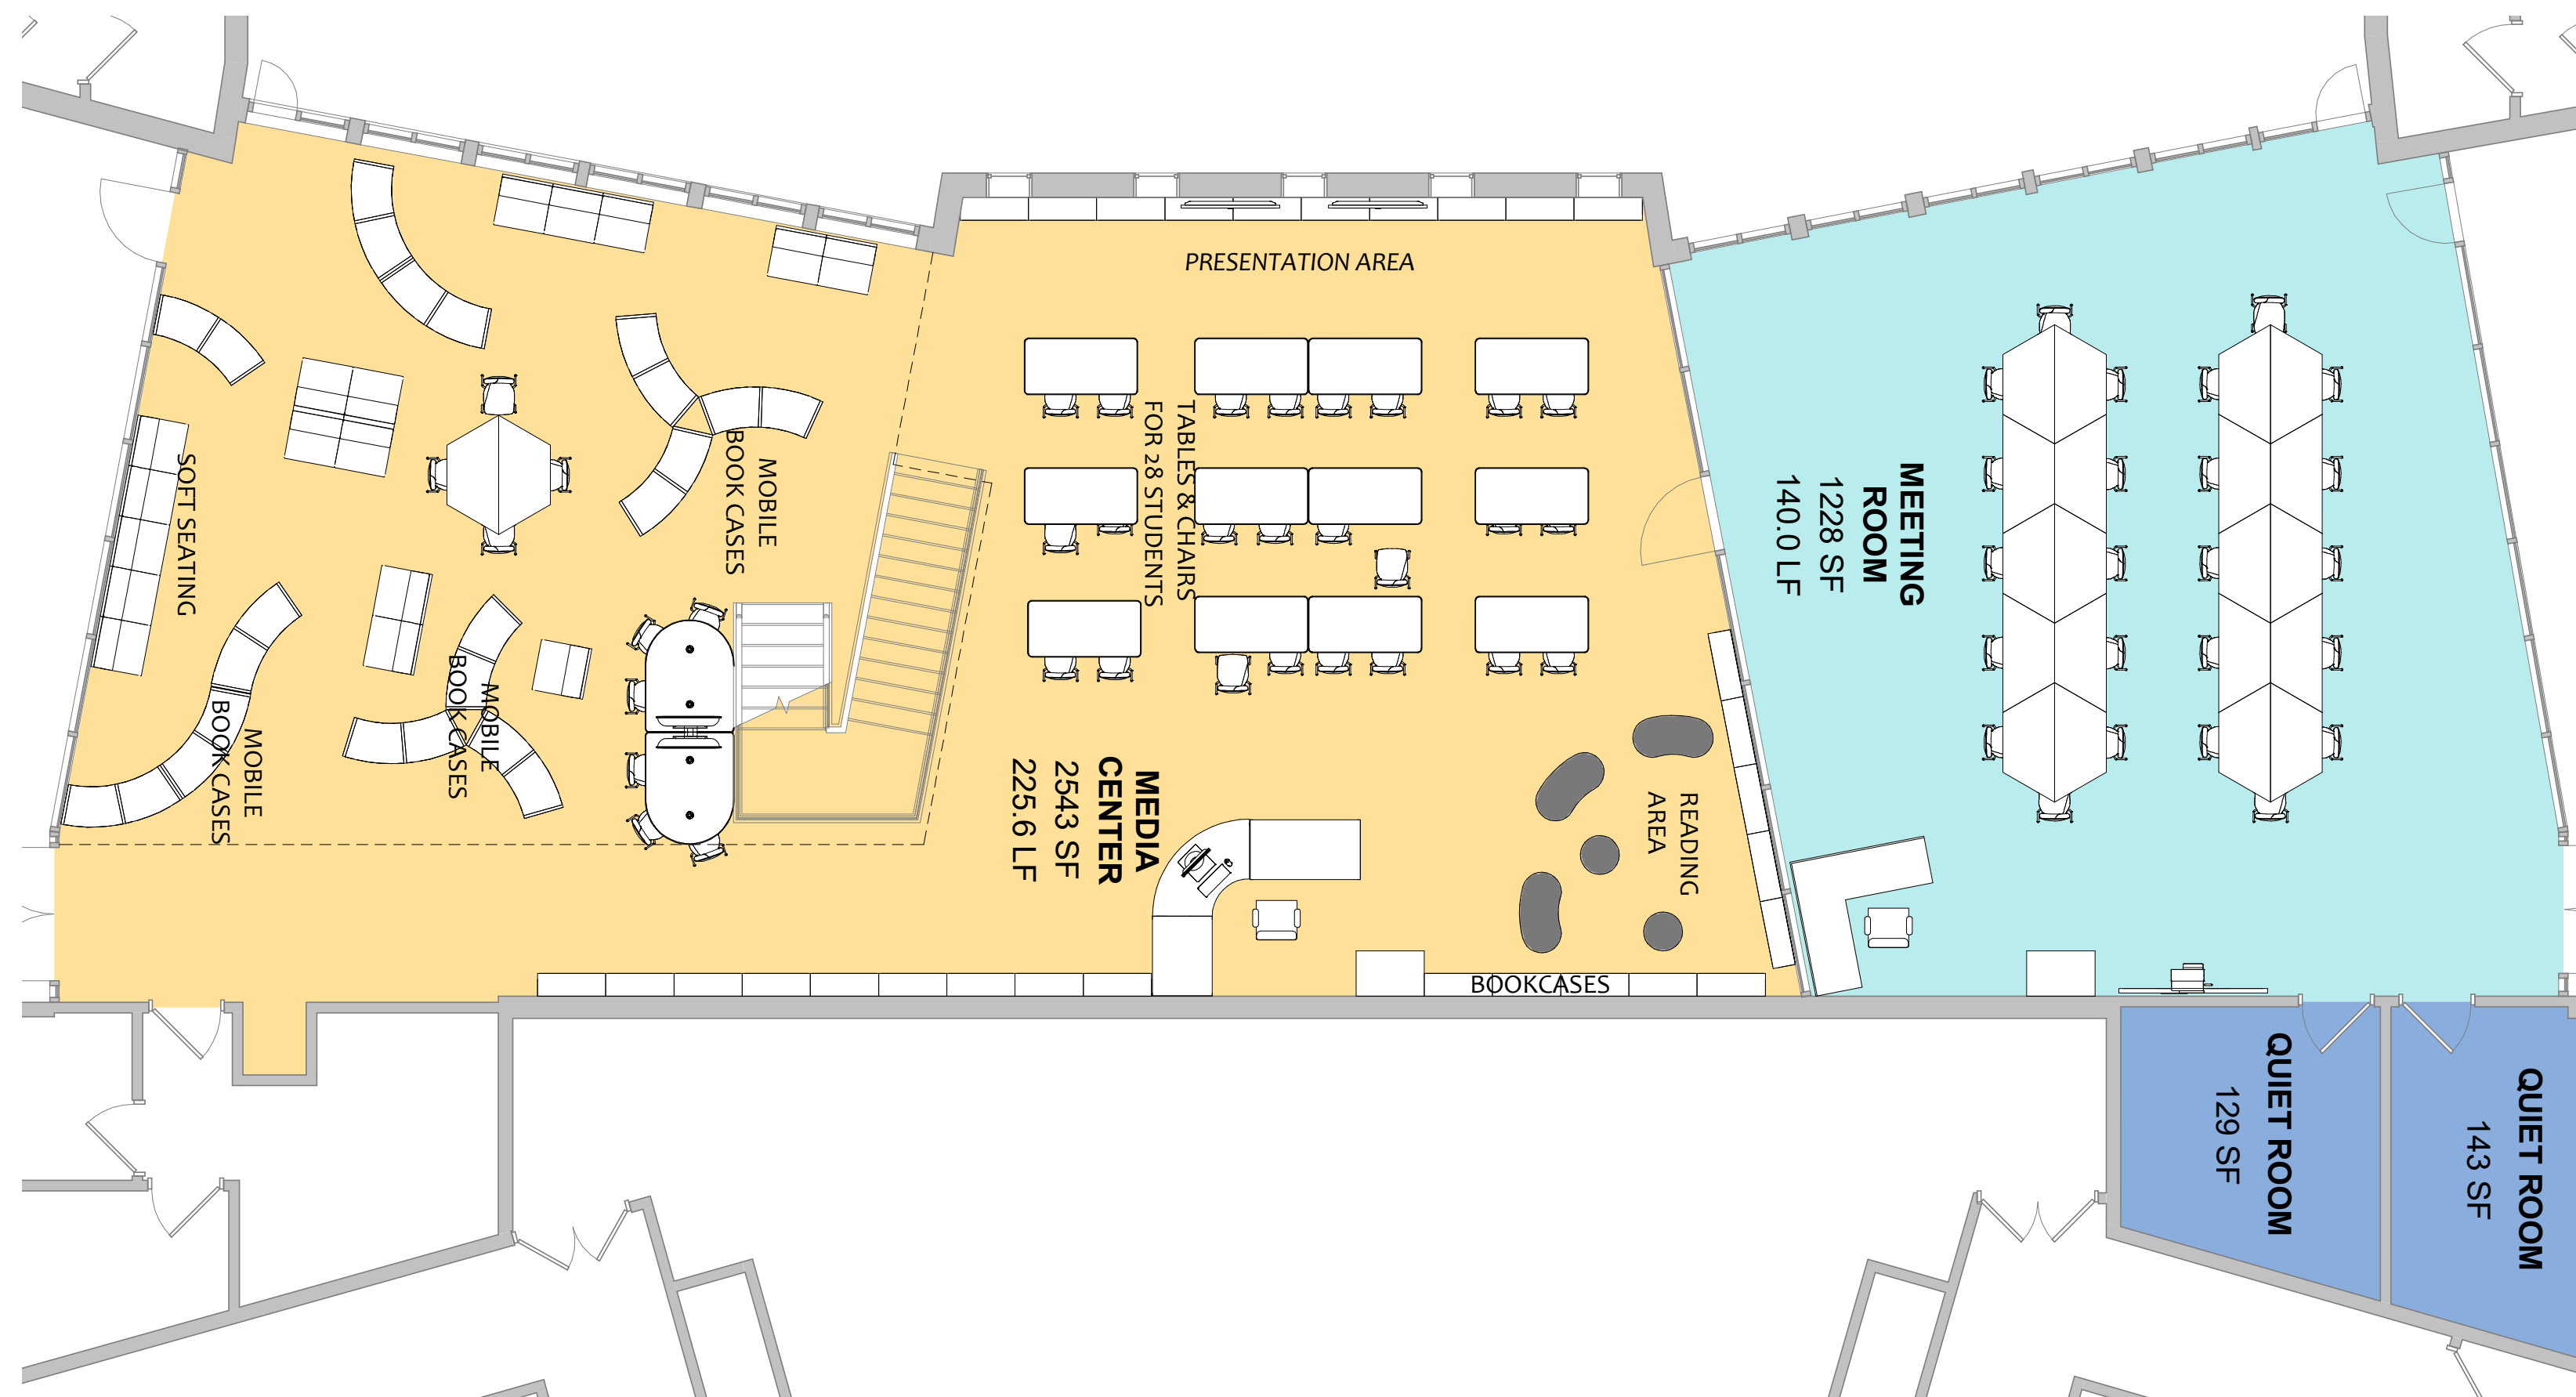 PRESENTATION AREA
TABLES & CHAIRS
FOR 28 STUDENTS
MOBILE
BOOK CASES
SOFT SEATING
MOBILE
BOOK CASES
MOBILE
BOOK CASES
MEDIA
CENTER
2543 SF
225.6 LF
READING
AREA
BOOKCASES
MEETING
ROOM
1228 SF
140.0 LF
QUIET ROOM
129 SF
QUIET ROOM
143 SF